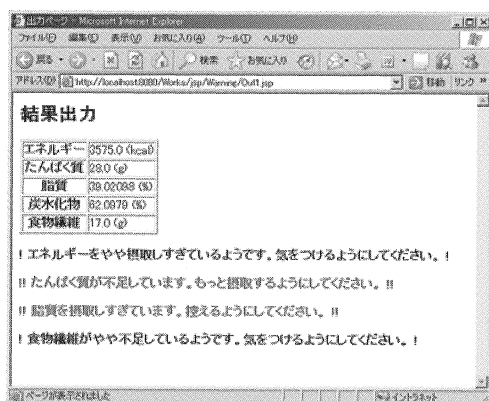 出力ページ - Microsoft Internet Explorer
ファイル(F) 編集(E) 表示(V) お気に入り(A) ツール(T) ヘルプ(H)
戻る 検索 お気に入り
アドレス(D) http://localhost:8080/Works/jsp/Warning/Out1.jsp 移動 リンク
結果出力
エネルギー 3575.0 (kcal)
たんぱく質 29.0 (g)
脂質 39.02098 (%)
炭水化物 62.0979 (%)
食物繊維 17.0 (g)
! エネルギーをやや摂取しすぎているようです。気をつけるようにしてください。 !
!! たんぱく質が不足しています。もっと摂取するようにしてください。 !!
!! 脂質を摂取しすぎています。控えるようにしてください。 !!
! 食物繊維がやや不足しているようです。気をつけるようにしてください。 !
ページが表示されました イントラネット